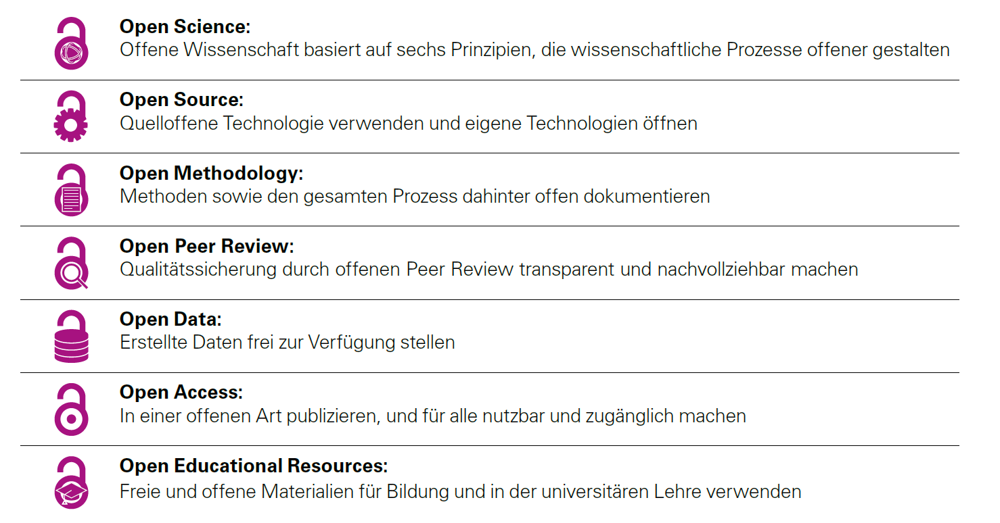 Open Science:
Offene Wissenschaft basiert auf sechs Prinzipien, die wissenschaftliche Prozesse offener gestalten
Open Source:
Quelloffene Technologie verwenden und eigene Technologien öffnen
Open Methodology:
Methoden sowie den gesamten Prozess dahinter offen dokumentieren
Open Peer Review:
Qualitätssicherung durch offenen Peer Review transparent und nachvollziehbar machen
Open Data:
Erstellte Daten frei zur Verfügung stellen
Open Access:
In einer offenen Art publizieren, und für alle nutzbar und zugänglich machen
Open Educational Resources:
Freie und offene Materialien für Bildung und in der universitären Lehre verwenden